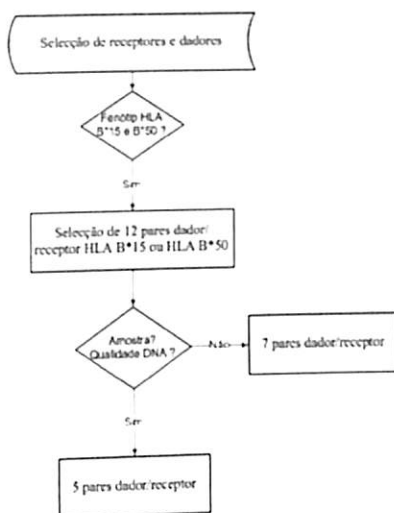 Selecção de receptores e dadores
Fenótip HLA
B*15 e B*50 ?
Sim
Selecção de 12 pares dador/
receptor HLA B*15 ou HLA B*50
Amostra?
Qualidade DNA ?
Não
7 pares dador/receptor
Sim
5 pares dador/receptor